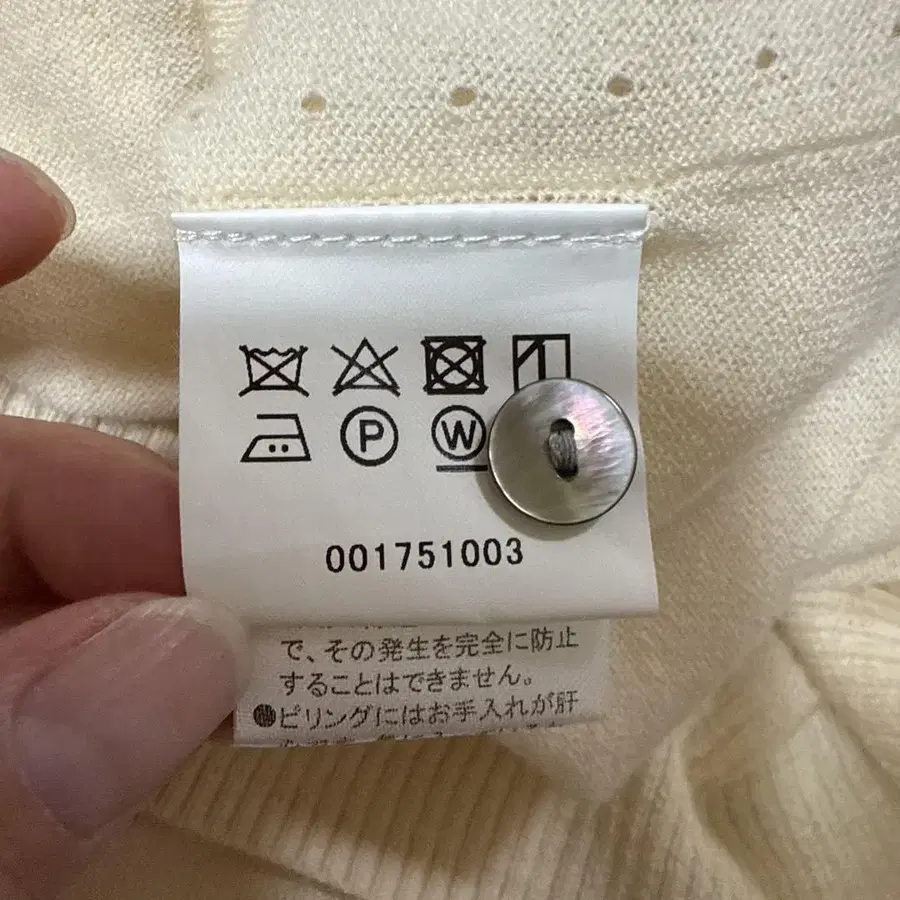 P
W
001751003
で、その発生を完全に防止
することはできません。
●ピリングにはお手入れが肝